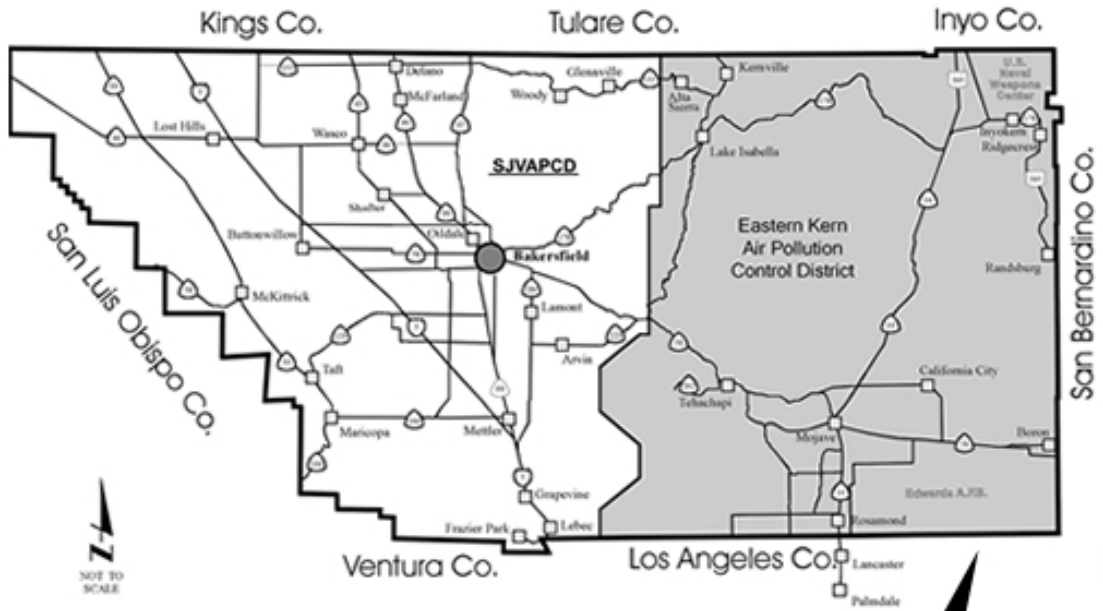 Kings Co.
Tulare Co.
Inyo Co.
U.S.
Naval
Weapons
Center
Delano
McFarland
Glennville
Woody
Alta
Sierra
Kernville
Lost Hills
Wasco
Lake Isabella
Inyokern
Ridgecrest
SJVAPCD
Shafter
Oildale
Buttonwillow
Bakersfield
Eastern Kern
Air Pollution
Control District
Randsburg
San Bernardino Co.
San Luis Obispo Co.
McKittrick
Lamont
Arvin
Taft
Tehachapi
California City
Maricopa
Mettler
Mojave
Boron
Grapevine
Edwards A.F.B.
Frazier Park
Lebec
Rosamond
Ventura Co.
Los Angeles Co.
Lancaster
Palmdale
N
NOT TO
SCALE